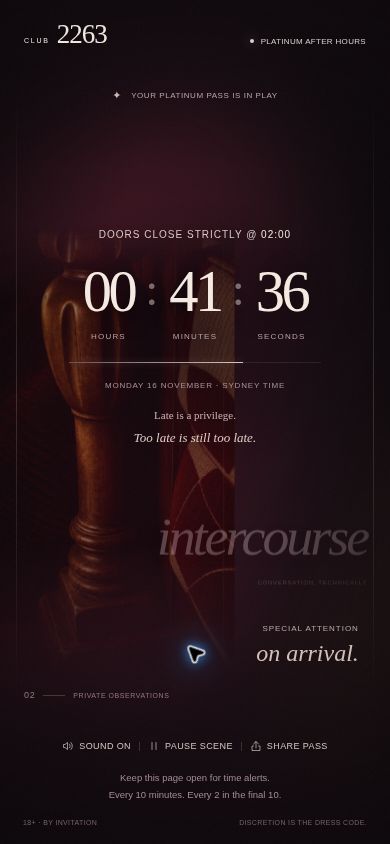 CLUB 2263
PLATINUM AFTER HOURS
YOUR PLATINUM PASS IS IN PLAY
DOORS CLOSE STRICTLY @ 02:00
00 : 41 : 36
HOURS MINUTES SECONDS
MONDAY 16 NOVEMBER · SYDNEY TIME
Late is a privilege.
Too late is still too late.
intercourse
CONVERSATION, TECHNICALLY
SPECIAL ATTENTION
on arrival.
02 PRIVATE OBSERVATIONS
SOUND ON | PAUSE SCENE | SHARE PASS
Keep this page open for time alerts.
Every 10 minutes. Every 2 in the final 10.
18+ · BY INVITATION
DISCRETION IS THE DRESS CODE.